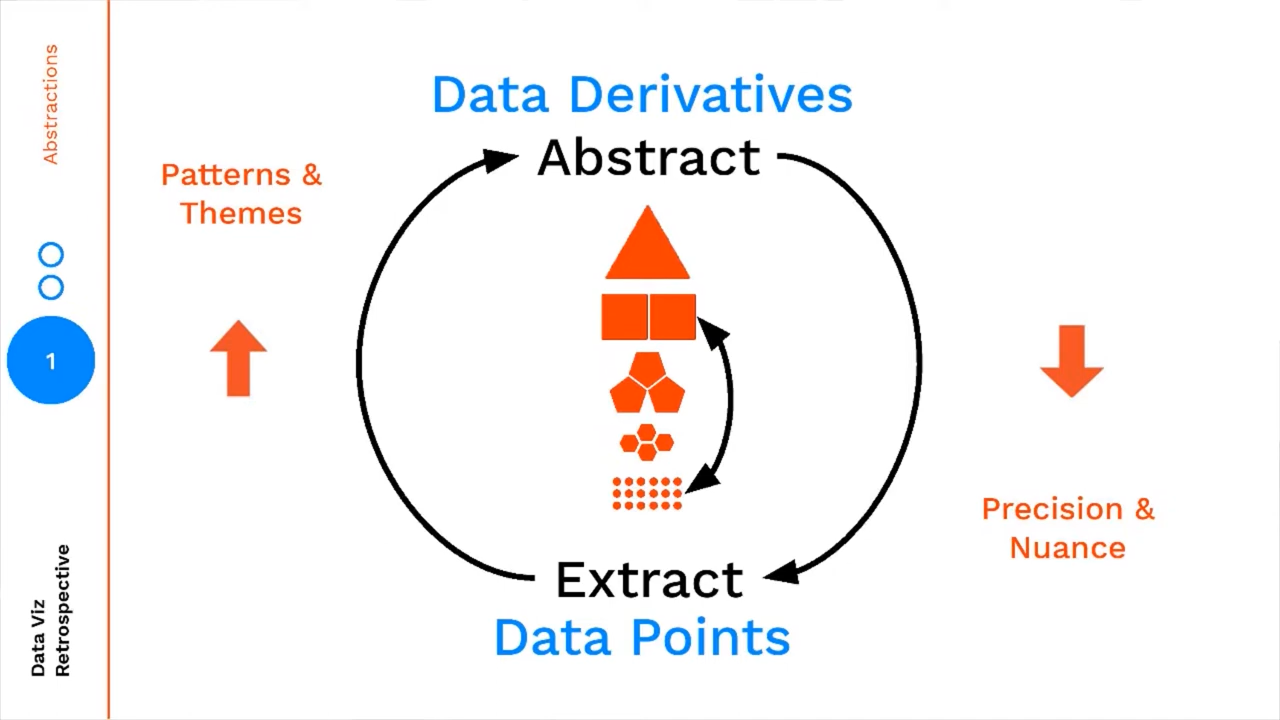 Abstractions
1
Data Viz
Retrospective
Data Derivatives
Abstract
Patterns &
Themes
Precision &
Nuance
Extract
Data Points